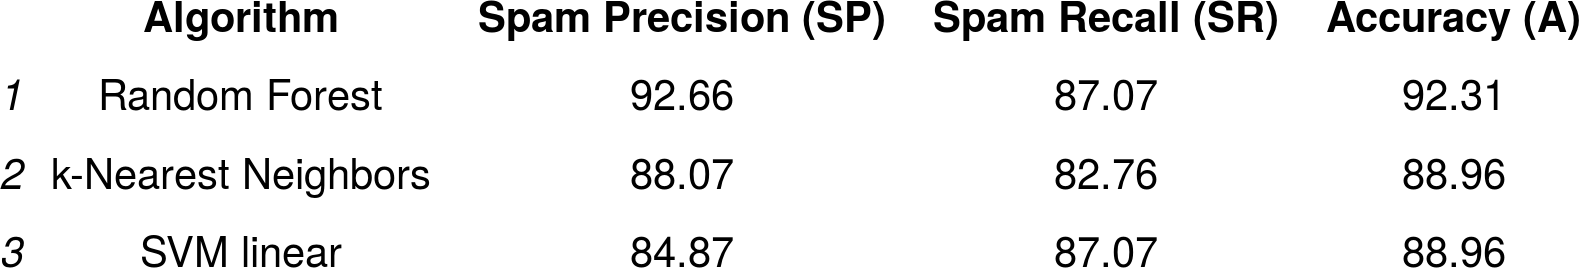 Algorithm Spam Precision (SP) Spam Recall (SR) Accuracy (A)
1 Random Forest 92.66 87.07 92.31
2 k-Nearest Neighbors 88.07 82.76 88.96
3 SVM linear 84.87 87.07 88.96